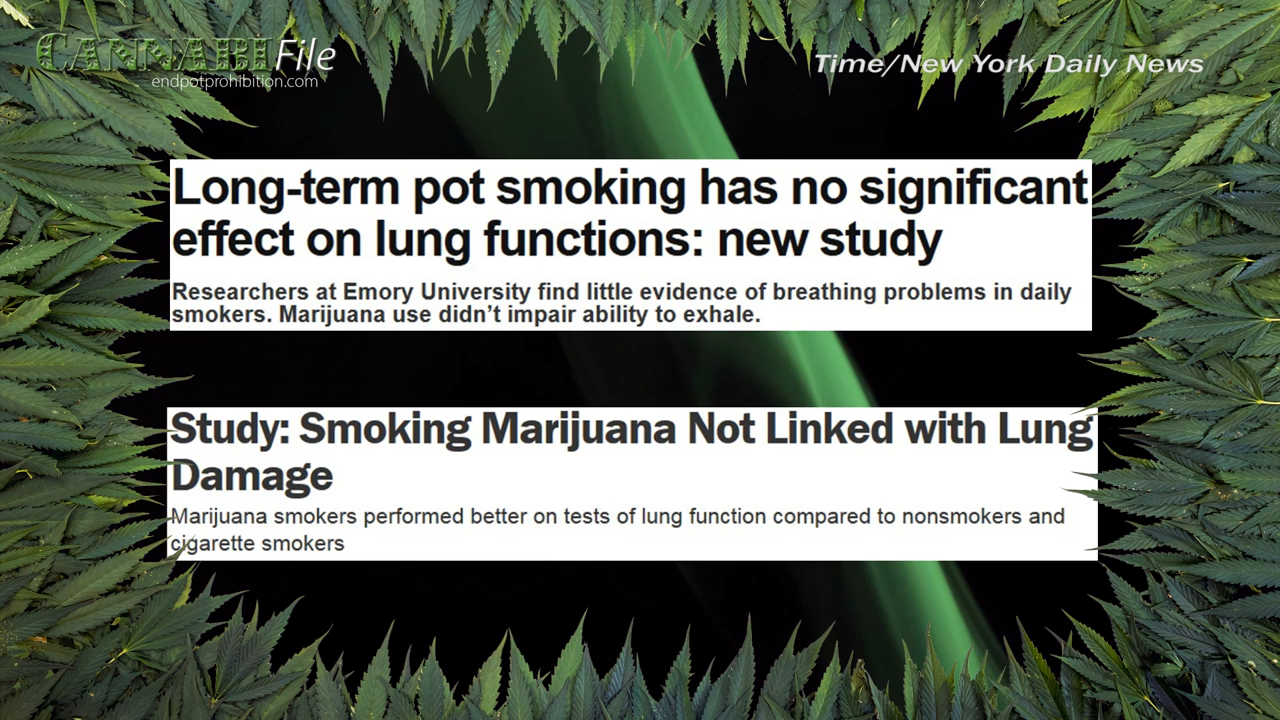 CANNABIFile
endpotprohibition.com
Time/New York Daily News
Long-term pot smoking has no significant
effect on lung functions: new study
Researchers at Emory University find little evidence of breathing problems in daily
smokers. Marijuana use didn’t impair ability to exhale.
Study: Smoking Marijuana Not Linked with Lung
Damage
Marijuana smokers performed better on tests of lung function compared to nonsmokers and
cigarette smokers